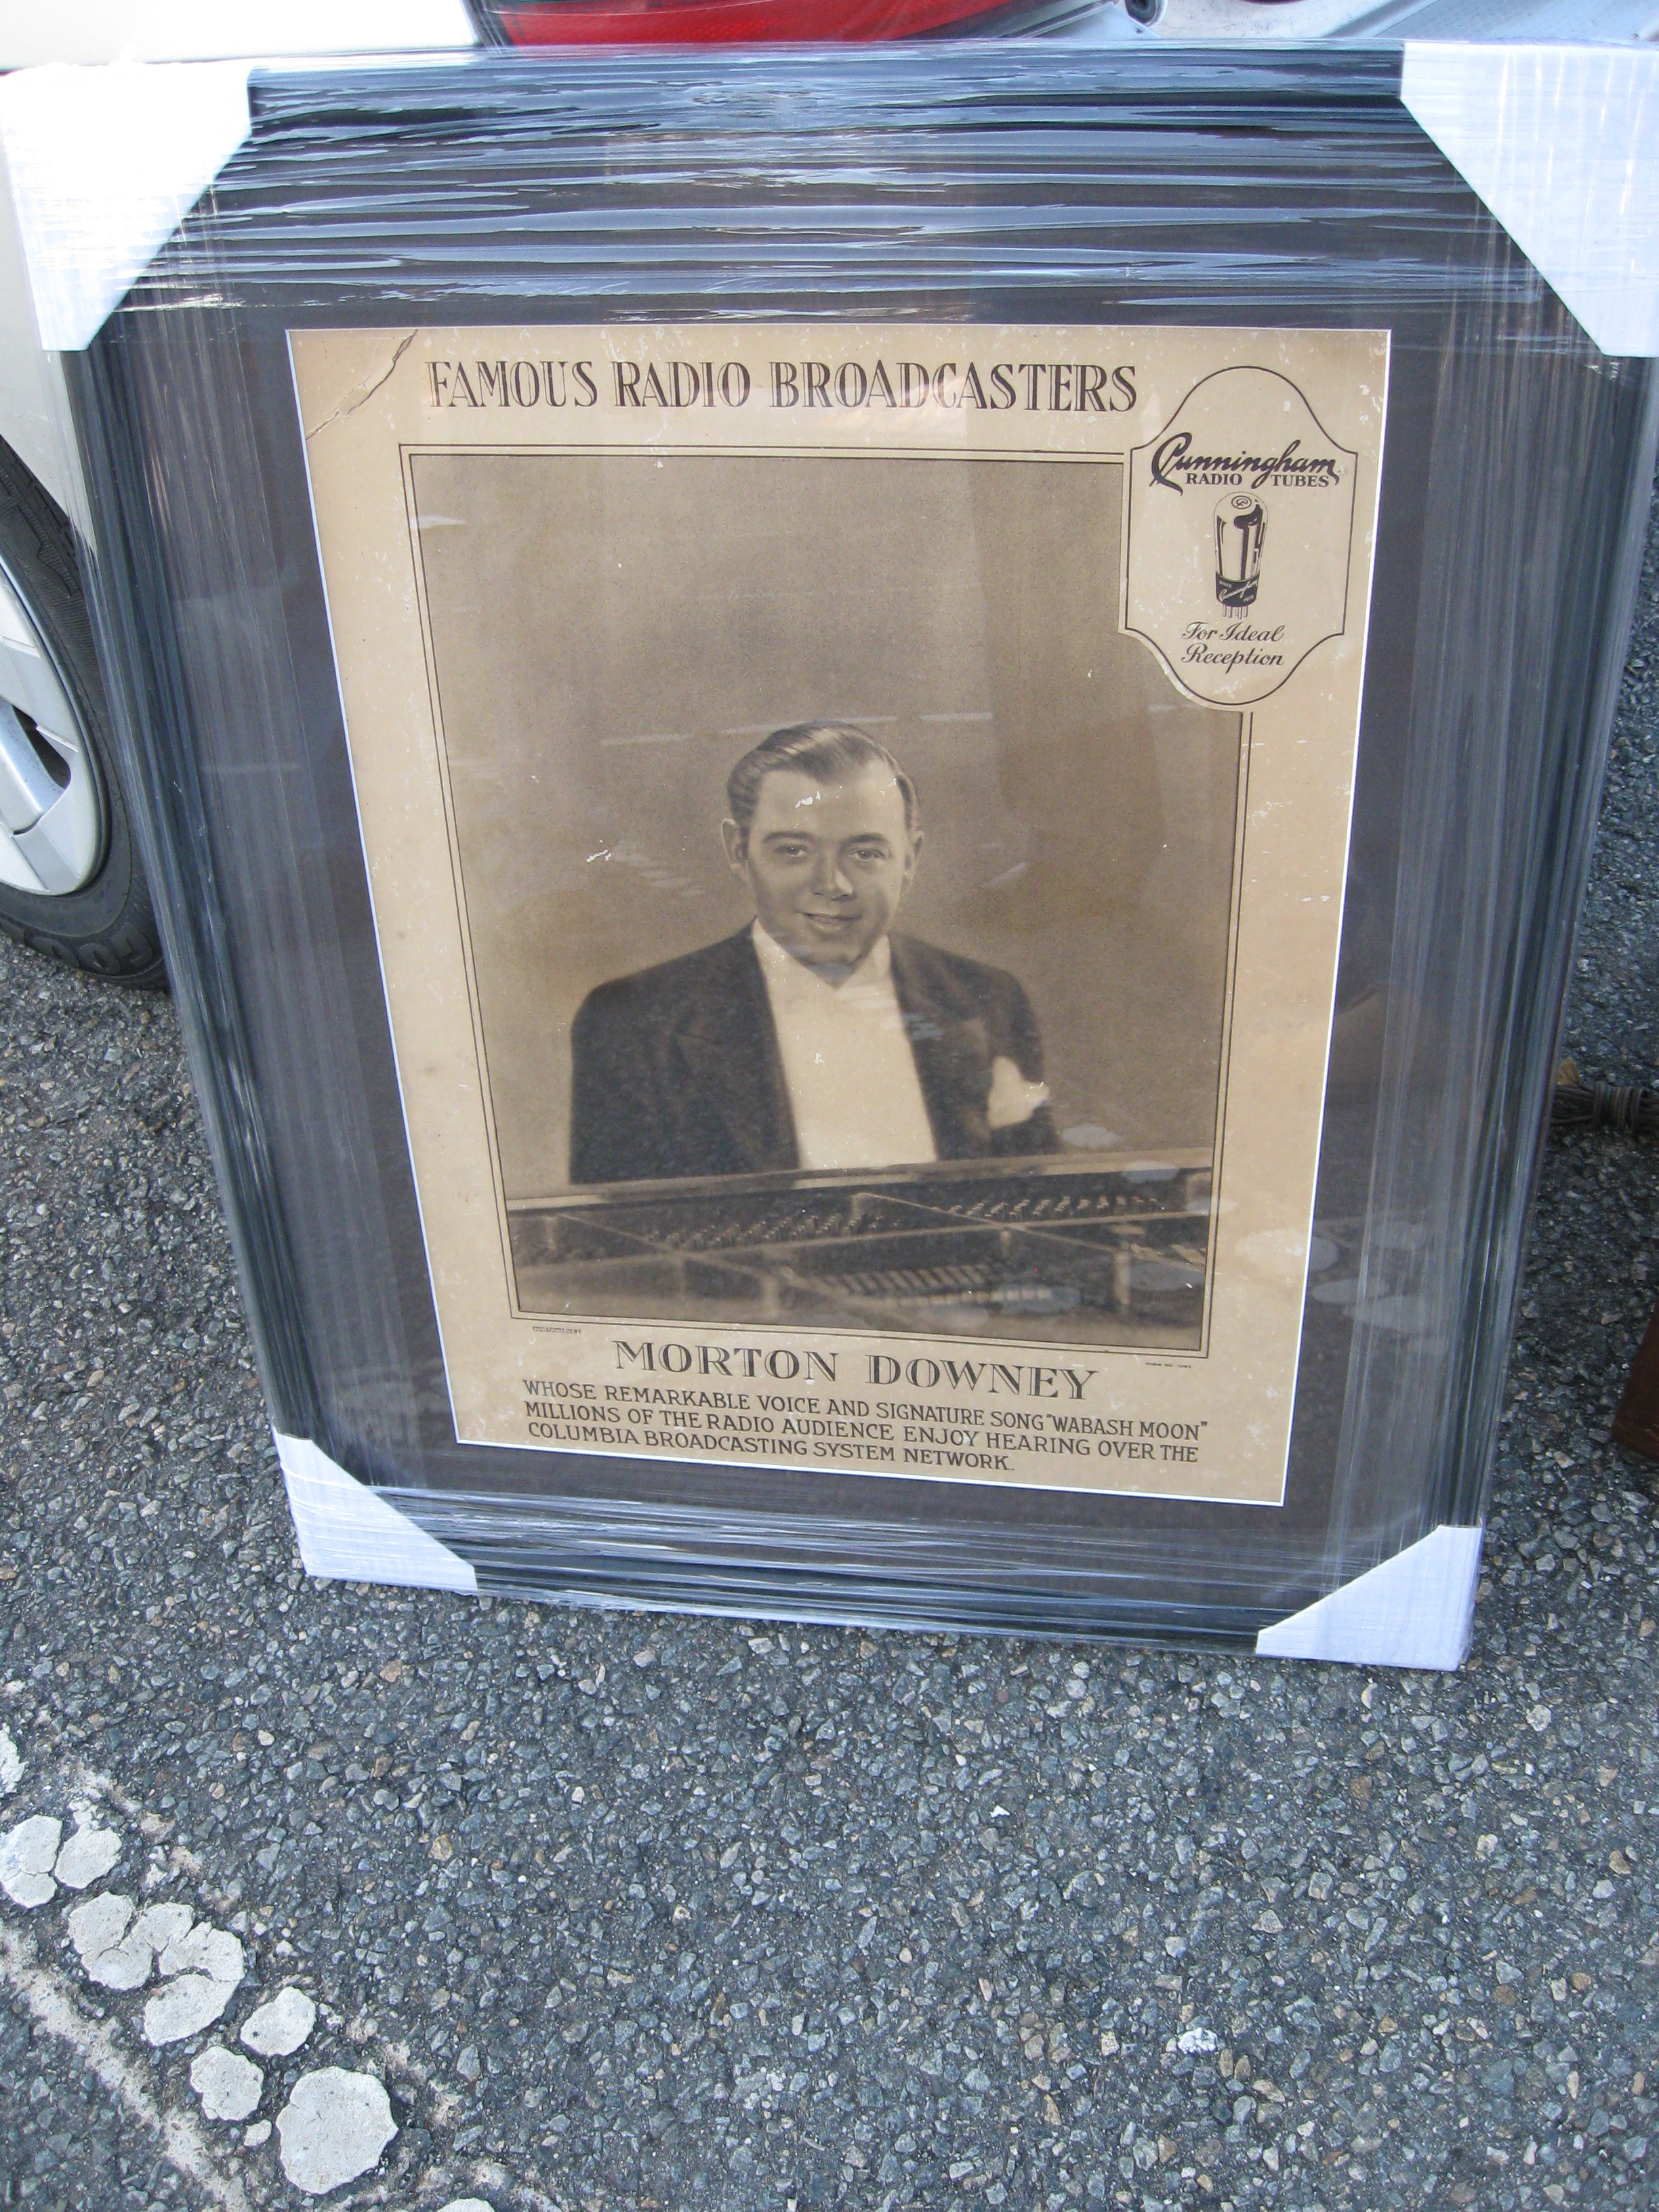 FAMOUS RADIO BROADCASTERS
Cunningham
RADIO TUBES
Cunningham
For Ideal
Reception
MORTON DOWNEY
WHOSE REMARKABLE VOICE AND SIGNATURE SONG "WABASH MOON"
MILLIONS OF THE RADIO AUDIENCE ENJOY HEARING OVER THE
COLUMBIA BROADCASTING SYSTEM NETWORK.